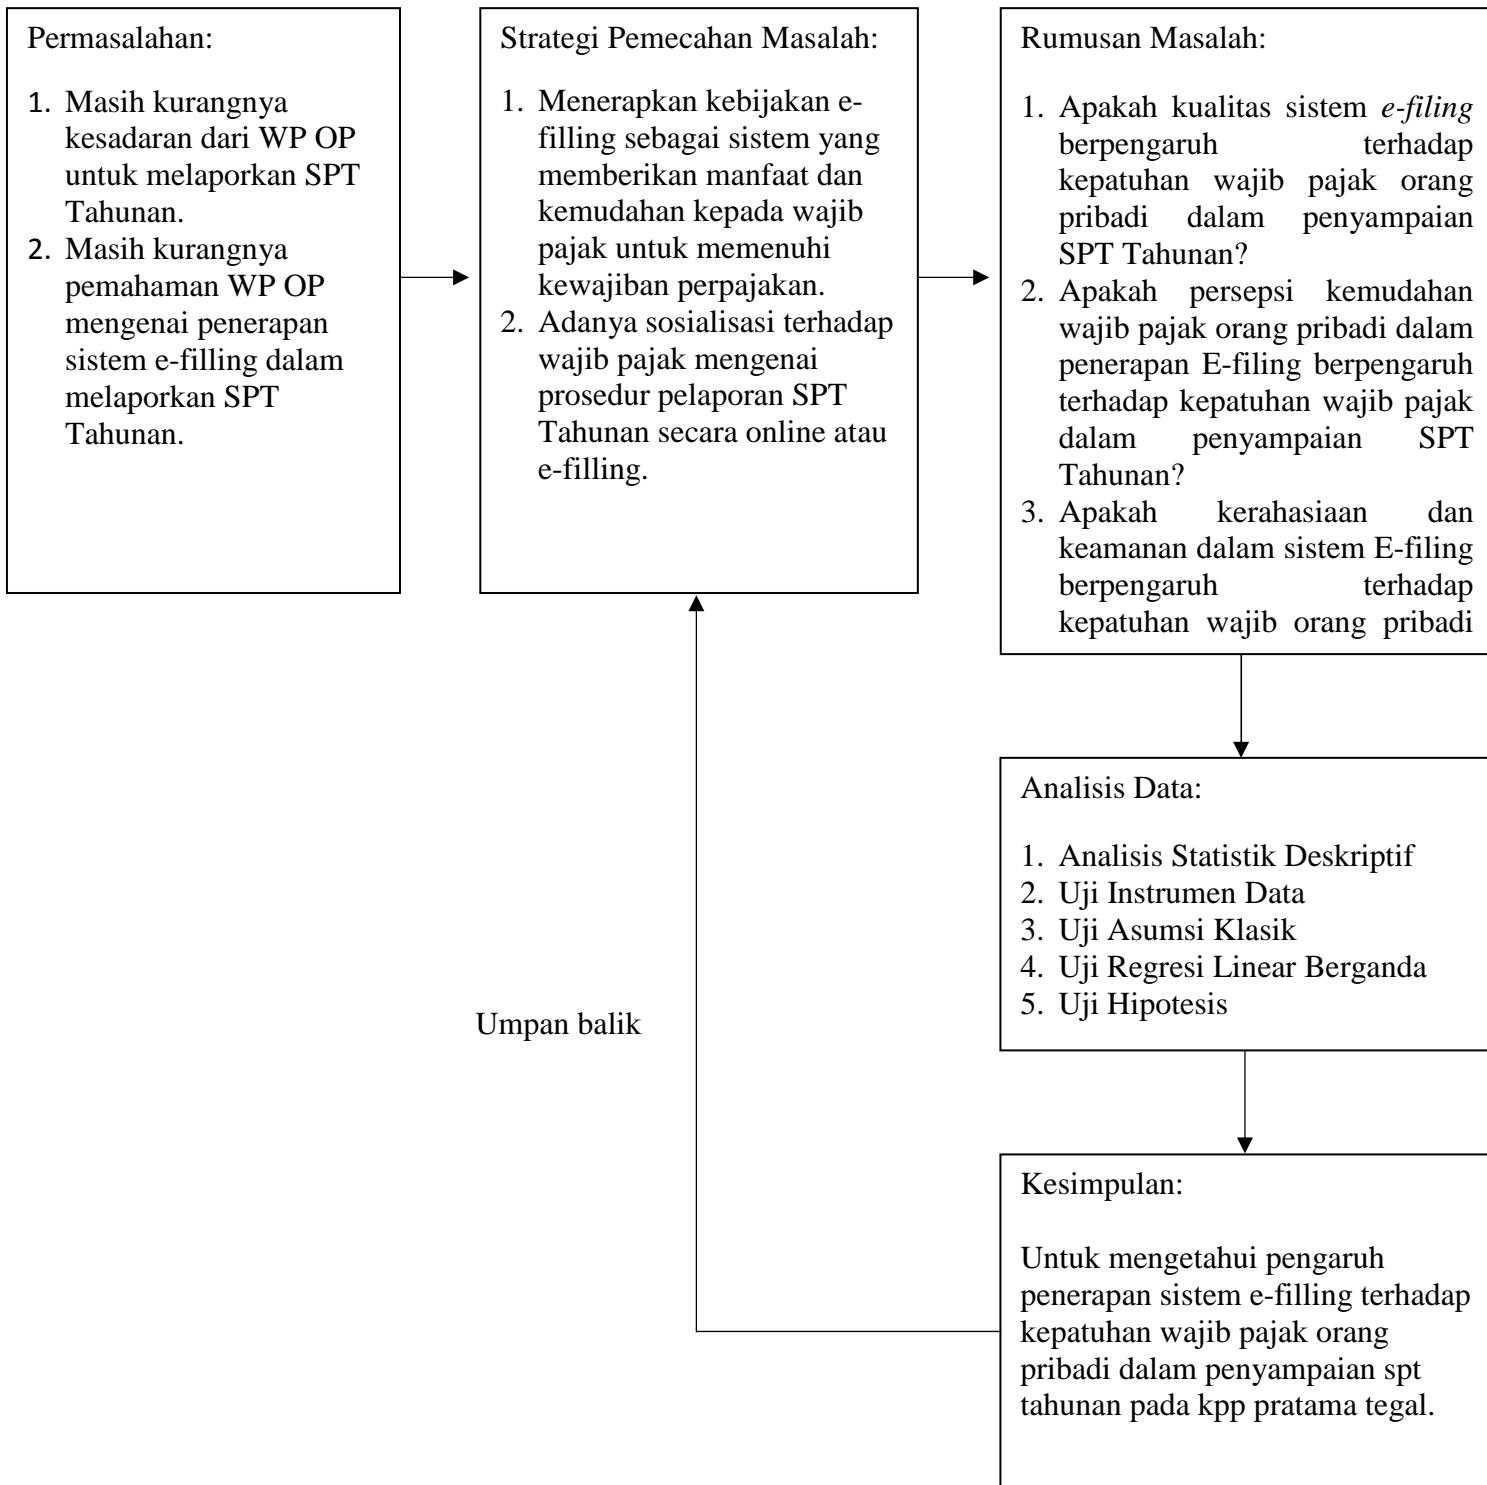 Permasalahan:
1. Masih kurangnya
kesadaran dari WP OP
untuk melaporkan SPT
Tahunan.
2. Masih kurangnya
pemahaman WP OP
mengenai penerapan
sistem e-filling dalam
melaporkan SPT
Tahunan.
Strategi Pemecahan Masalah:
1. Menerapkan kebijakan e-
filling sebagai sistem yang
memberikan manfaat dan
kemudahan kepada wajib
pajak untuk memenuhi
kewajiban perpajakan.
2. Adanya sosialisasi terhadap
wajib pajak mengenai
prosedur pelaporan SPT
Tahunan secara online atau
e-filling.
Rumusan Masalah:
1. Apakah kualitas sistem e-filing
berpengaruh terhadap
kepatuhan wajib pajak orang
pribadi dalam penyampaian
SPT Tahunan?
2. Apakah persepsi kemudahan
wajib pajak orang pribadi dalam
penerapan E-filing berpengaruh
terhadap kepatuhan wajib pajak
dalam penyampaian SPT
Tahunan?
3. Apakah kerahasiaan dan
keamanan dalam sistem E-filing
berpengaruh terhadap
kepatuhan wajib orang pribadi
Analisis Data:
1. Analisis Statistik Deskriptif
2. Uji Instrumen Data
3. Uji Asumsi Klasik
4. Uji Regresi Linear Berganda
5. Uji Hipotesis
Umpan balik
Kesimpulan:
Untuk mengetahui pengaruh
penerapan sistem e-filling terhadap
kepatuhan wajib pajak orang
pribadi dalam penyampaian spt
tahunan pada kpp pratama tegal.